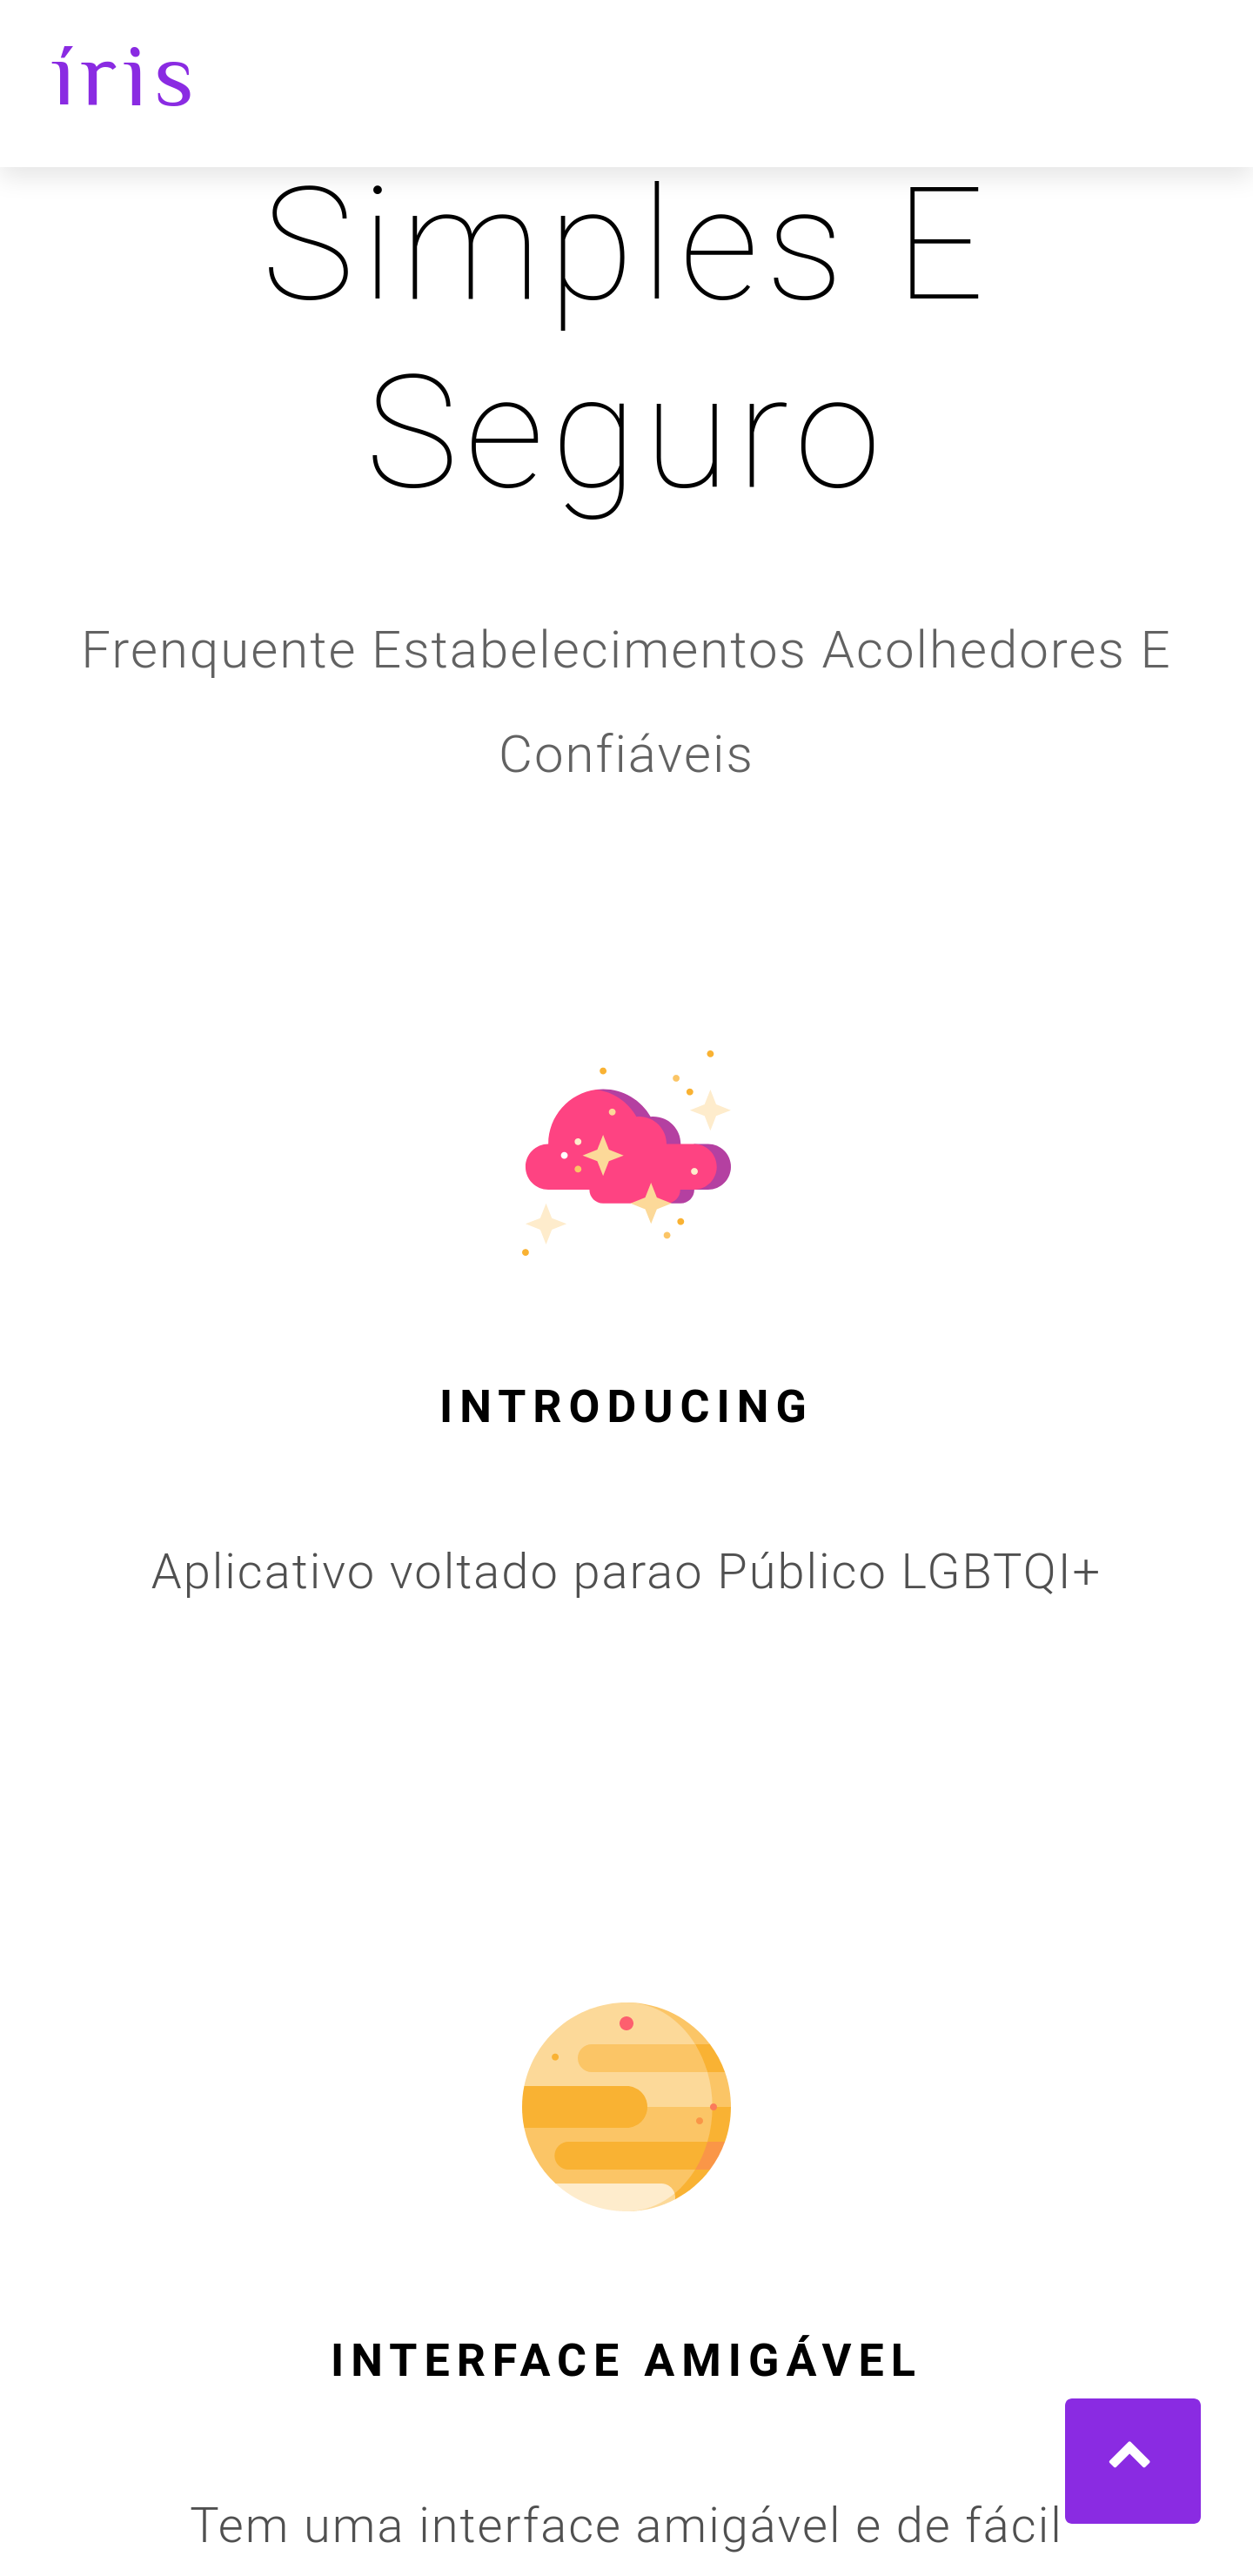 íris
Simples E
Seguro
Frenquente Estabelecimentos Acolhedores E
Confiáveis
INTRODUCING
Aplicativo voltado parao Público LGBTQI+
INTERFACE AMIGÁVEL
Tem uma interface amigável e de fácil